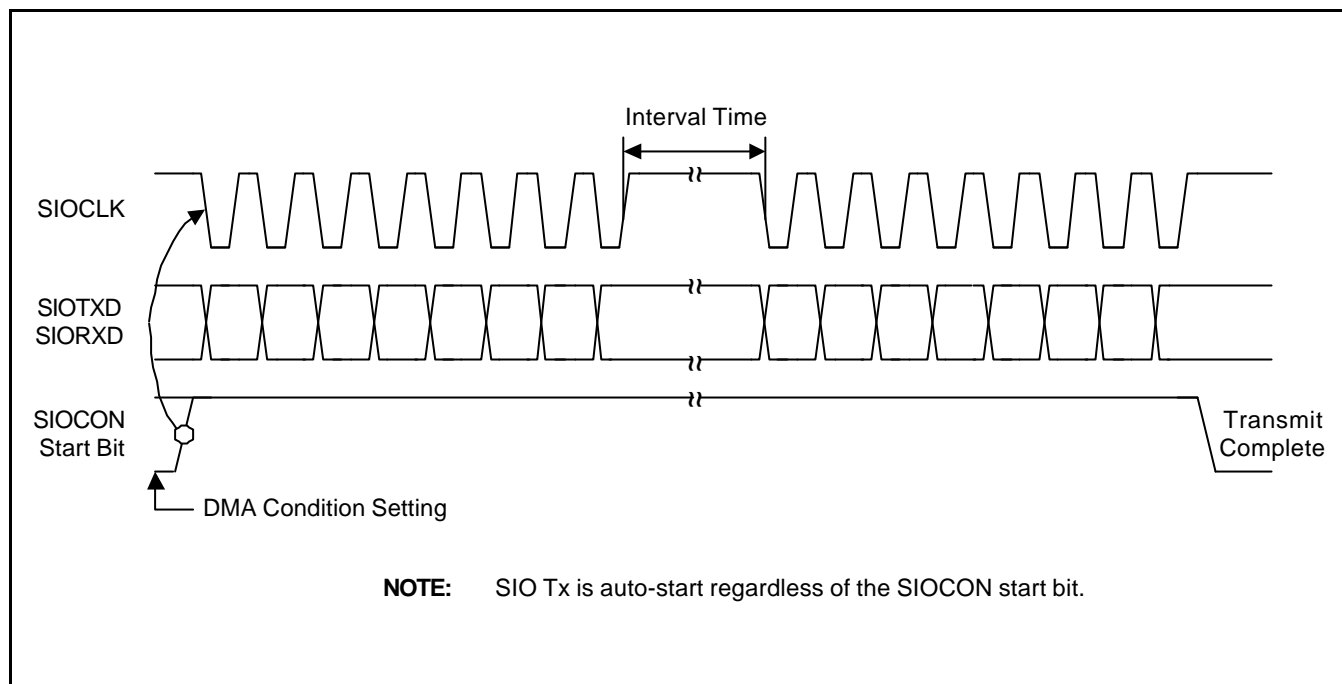 Interval Time
SIOCLK
SIOTXD
SIORXD
SIOCON
Start Bit
Transmit
Complete
DMA Condition Setting
NOTE: SIO Tx is auto-start regardless of the SIOCON start bit.